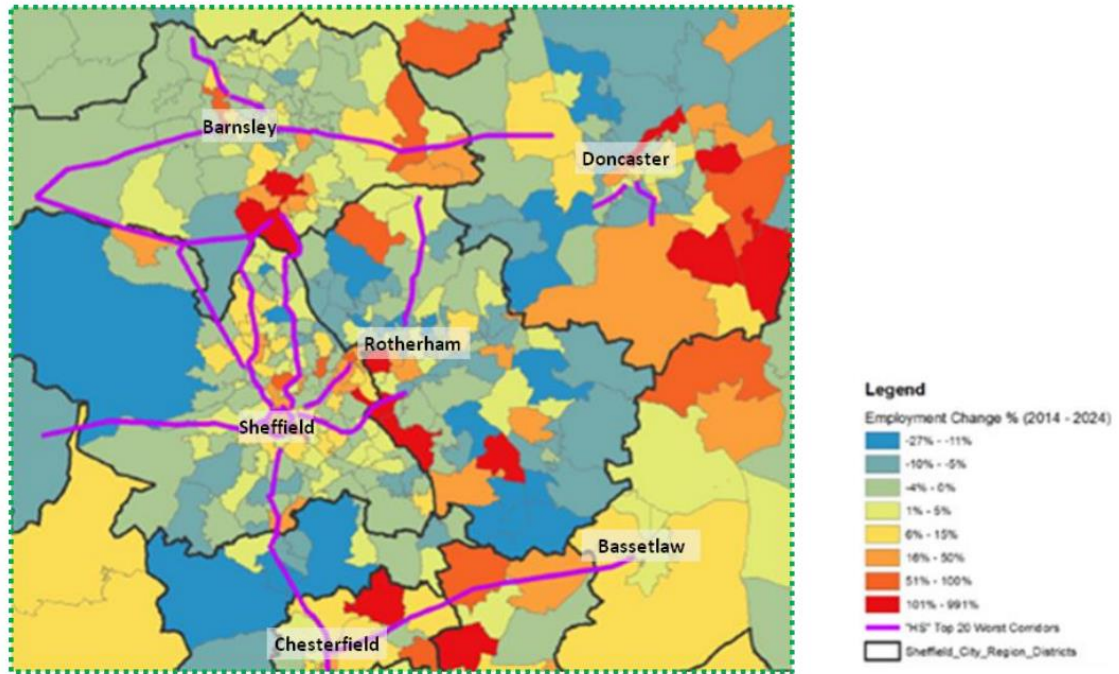 Barnsley
Doncaster
Rotherham
Sheffield
Bassetlaw
Chesterfield
Legend
Employment Change % (2014 - 2024)
-27% - -11%
-10% - -5%
-4% - 0%
1% - 5%
6% - 15%
16% - 50%
51% - 100%
101% - 991%
"HS" Top 20 Worst Corridors
Sheffield_City_Region_Districts